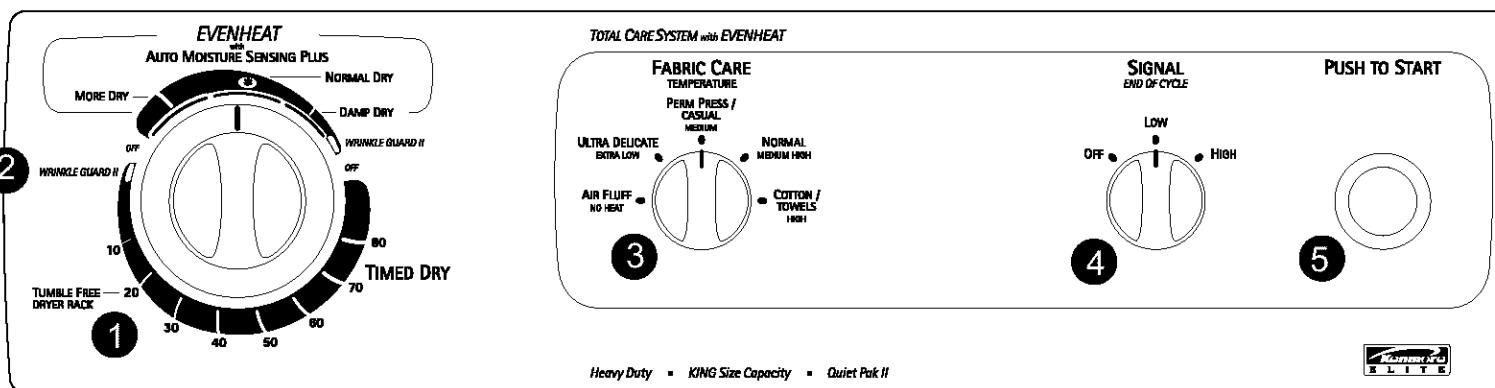 EVENHEAT
with
AUTO MOISTURE SENSING PLUS
NORMAL DRY
MORE DRY
DAMP DRY
OFF
WRINKLE GUARD II
2
WRINKLE GUARD II
OFF
10
80
TIMED DRY
TUMBLE FREE
DRYER RACK
20
70
1
30
60
40
50
TOTAL CARE SYSTEM with EVENHEAT
FABRIC CARE
TEMPERATURE
PERM PRESS /
CASUAL
MEDIUM
ULTRA DELICATE
EXTRA LOW
NORMAL
MEDIUM HIGH
AIR FLUFF
NO HEAT
COTTON /
TOWELS
HIGH
3
SIGNAL
END OF CYCLE
LOW
OFF
HIGH
4
PUSH TO START
5
Heavy Duty ▪ KING Size Capacity ▪ Quiet Pak II
Kenmore
ELITE